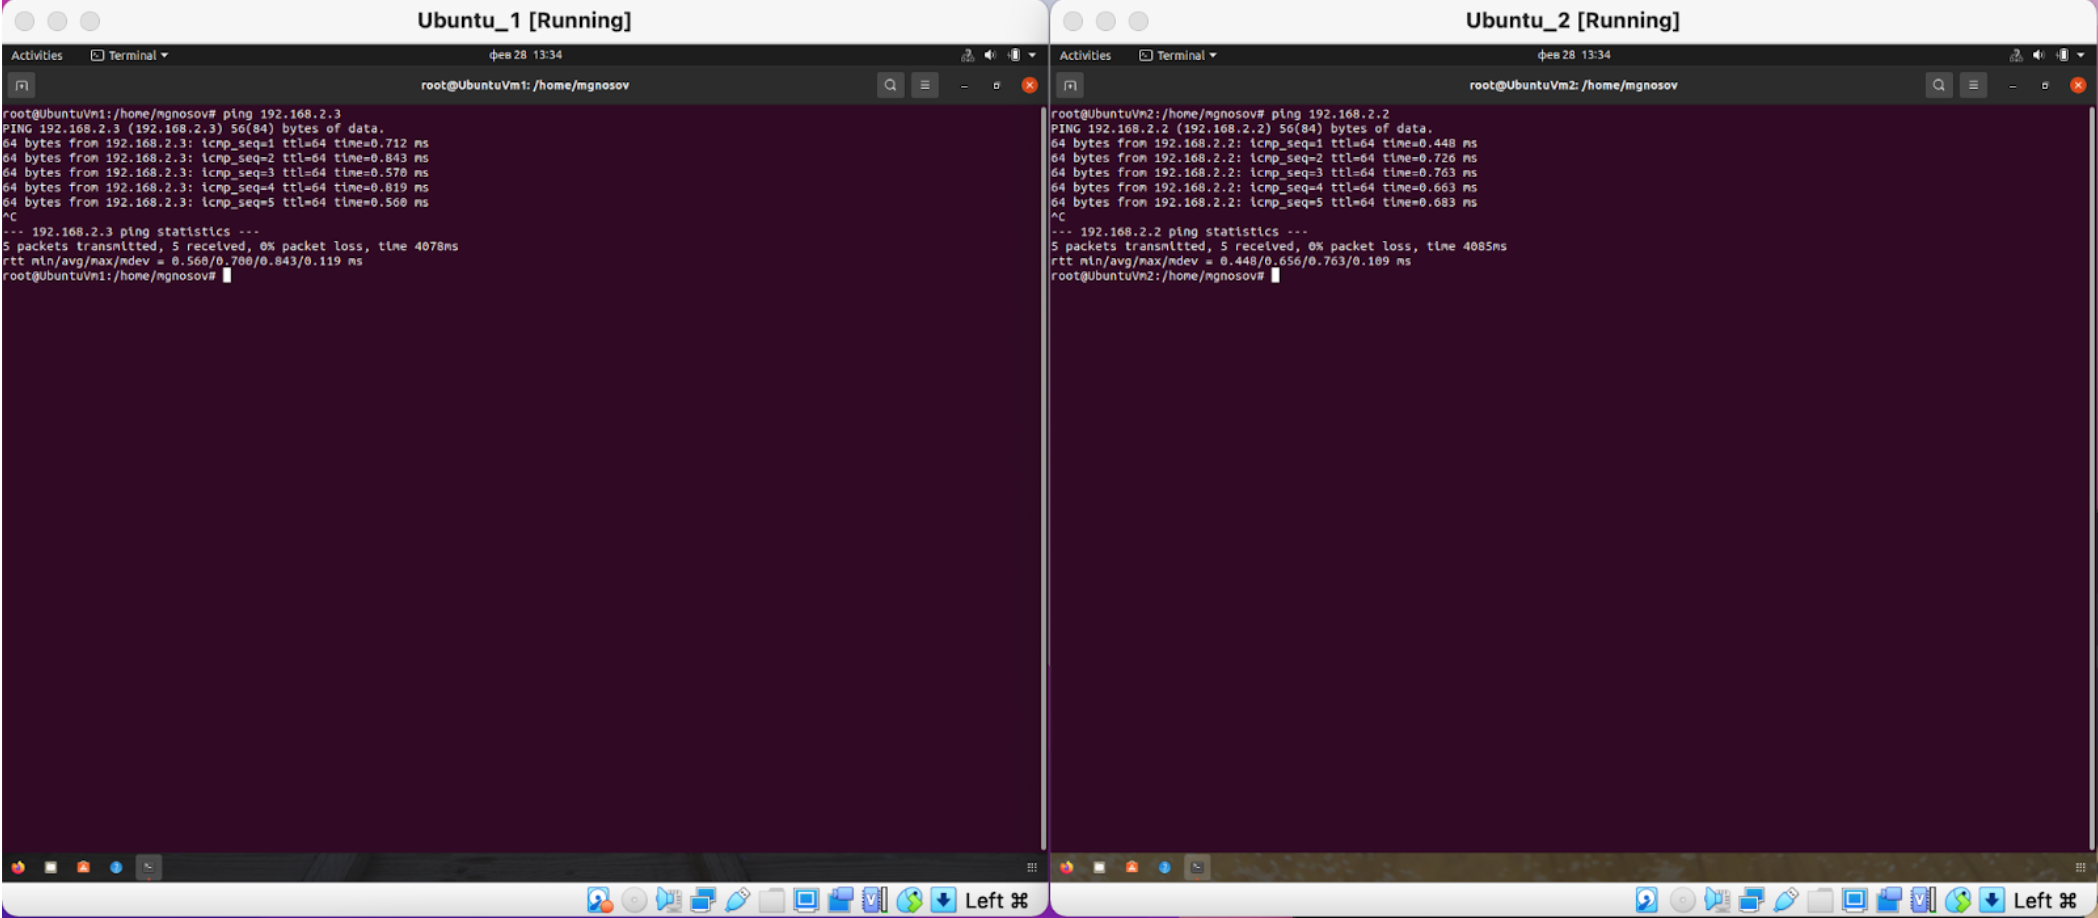 Ubuntu_1 [Running]
Activities
Terminal
фев 28 13:34
root@UbuntuVm1: /home/mgnosov
root@UbuntuVm1:/home/mgnosov# ping 192.168.2.3
PING 192.168.2.3 (192.168.2.3) 56(84) bytes of data.
64 bytes from 192.168.2.3: icmp_seq=1 ttl=64 time=0.712 ms
64 bytes from 192.168.2.3: icmp_seq=2 ttl=64 time=0.843 ms
64 bytes from 192.168.2.3: icmp_seq=3 ttl=64 time=0.570 ms
64 bytes from 192.168.2.3: icmp_seq=4 ttl=64 time=0.819 ms
64 bytes from 192.168.2.3: icmp_seq=5 ttl=64 time=0.560 ms
^C
--- 192.168.2.3 ping statistics ---
5 packets transmitted, 5 received, 0% packet loss, time 4078ms
rtt min/avg/max/mdev = 0.560/0.700/0.843/0.119 ms
root@UbuntuVm1:/home/mgnosov#
Left ⌘
Ubuntu_2 [Running]
Activities
Terminal
фев 28 13:34
root@UbuntuVm2: /home/mgnosov
root@UbuntuVm2:/home/mgnosov# ping 192.168.2.2
PING 192.168.2.2 (192.168.2.2) 56(84) bytes of data.
64 bytes from 192.168.2.2: icmp_seq=1 ttl=64 time=0.448 ms
64 bytes from 192.168.2.2: icmp_seq=2 ttl=64 time=0.726 ms
64 bytes from 192.168.2.2: icmp_seq=3 ttl=64 time=0.763 ms
64 bytes from 192.168.2.2: icmp_seq=4 ttl=64 time=0.663 ms
64 bytes from 192.168.2.2: icmp_seq=5 ttl=64 time=0.683 ms
^C
--- 192.168.2.2 ping statistics ---
5 packets transmitted, 5 received, 0% packet loss, time 4085ms
rtt min/avg/max/mdev = 0.448/0.656/0.763/0.109 ms
root@UbuntuVm2:/home/mgnosov#
Left ⌘